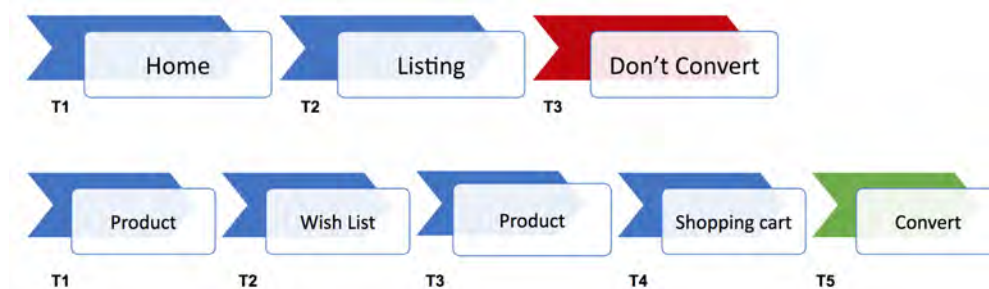 Home
Listing
Don't Convert
T1
T2
T3
Product
Wish List
Product
Shopping cart
Convert
T1
T2
T3
T4
T5